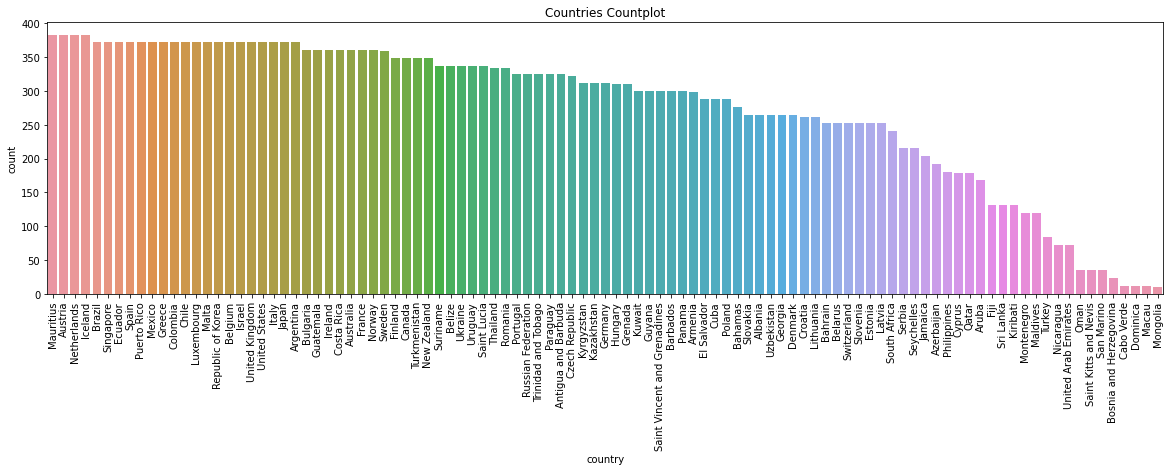 Countries Countplot
400
350
300
250
200
150
100
50
0
count
Mauritius
Austria
Netherlands
Iceland
Brazil
Singapore
Ecuador
Spain
Puerto Rico
Mexico
Greece
Colombia
Chile
Luxembourg
Malta
Republic of Korea
Belgium
Israel
United Kingdom
United States
Italy
Japan
Argentina
Bulgaria
Guatemala
Ireland
Costa Rica
Australia
France
Norway
Sweden
Finland
Canada
Turkmenistan
New Zealand
Suriname
Belize
Ukraine
Uruguay
Saint Lucia
Thailand
Romania
Portugal
Russian Federation
Trinidad and Tobago
Paraguay
Antigua and Barbuda
Czech Republic
Kyrgyzstan
Kazakhstan
Germany
Hungary
Grenada
Kuwait
Guyana
Saint Vincent and Grenadines
Barbados
Panama
Armenia
El Salvador
Cuba
Poland
Bahamas
Slovakia
Albania
Uzbekistan
Georgia
Denmark
Croatia
Lithuania
Bahrain
Belarus
Switzerland
Slovenia
Estonia
Latvia
South Africa
Serbia
Seychelles
Jamaica
Azerbaijan
Philippines
Cyprus
Qatar
Aruba
Fiji
Sri Lanka
Kiribati
Montenegro
Maldives
Turkey
Nicaragua
United Arab Emirates
Oman
Saint Kitts and Nevis
San Marino
Bosnia and Herzegovina
Cabo Verde
Dominica
Macau
Mongolia
country